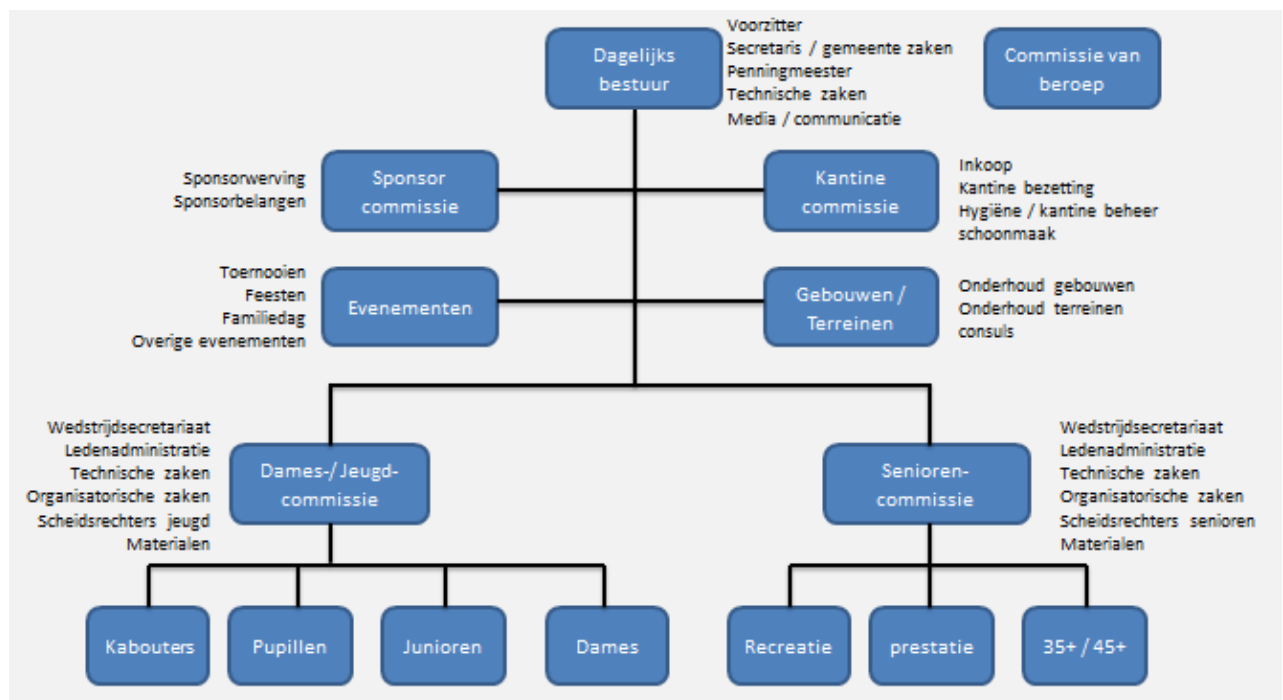 Dagelijks
bestuur
Voorzitter
Secretaris / gemeente zaken
Penningmeester
Technische zaken
Media / communicatie
Commissie van
beroep
Sponsorwerving
Sponsorbelangen
Sponsor
commissie
Kantine
commissie
Inkoop
Kantine bezetting
Hygiëne / kantine beheer
schoonmaak
Toernooien
Feesten
Familiedag
Overige evenementen
Evenementen
Gebouwen /
Terreinen
Onderhoud gebouwen
Onderhoud terreinen
consuls
Wedstrijdsecretariaat
Ledenadministratie
Technische zaken
Organisatorische zaken
Scheidsrechters jeugd
Materialen
Dames-/ Jeugd-
commissie
Senioren-
commissie
Wedstrijdsecretariaat
Ledenadministratie
Technische zaken
Organisatorische zaken
Scheidsrechters senioren
Materialen
Kabouters
Pupillen
Junioren
Dames
Recreatie
prestatie
35+ / 45+